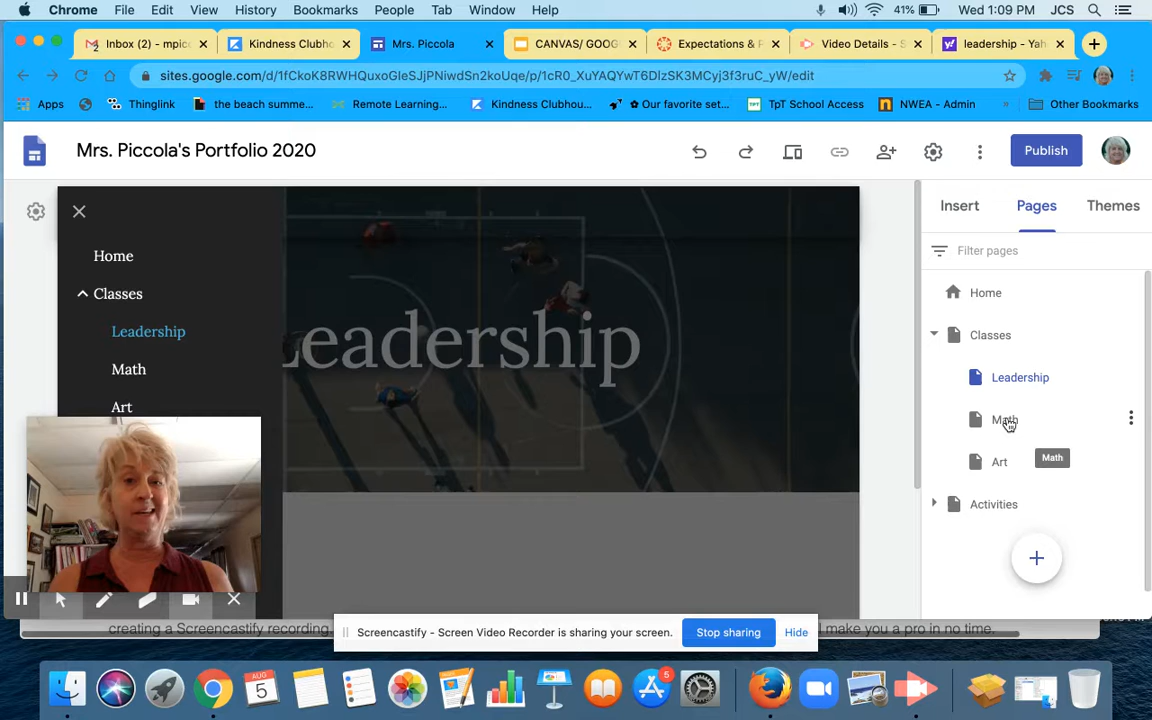 Chrome File Edit View History Bookmarks People Tab Window Help 41% Wed 1:09 PM JCS
Inbox (2) - mpic Kindness Clubh Mrs. Piccola CANVAS/ GOOG Expectations & P Video Details - S leadership - Yah
sites.google.com/d/1fCkoK8RWHQuxoGleSJjPNiwdSn2koUqe/p/1cR0_XuYAQYwT6DIzSK3MCyj3f3ruC_yW/edit
Apps Thinglink the beach summe... Remote Learning... Kindness Clubhou... ✿ Our favorite set... TpT School Access NWEA - Admin » Other Bookmarks
Mrs. Piccola's Portfolio 2020 Publish
Insert Pages Themes
Filter pages
Home
Classes
Leadership
Math
Art
Leadership
Home
Classes
Leadership
Math
Art
Math
Activities
creating a Screencastify recording make you a pro in no time.
Screencastify - Screen Video Recorder is sharing your screen. Stop sharing Hide
AUG
5
6